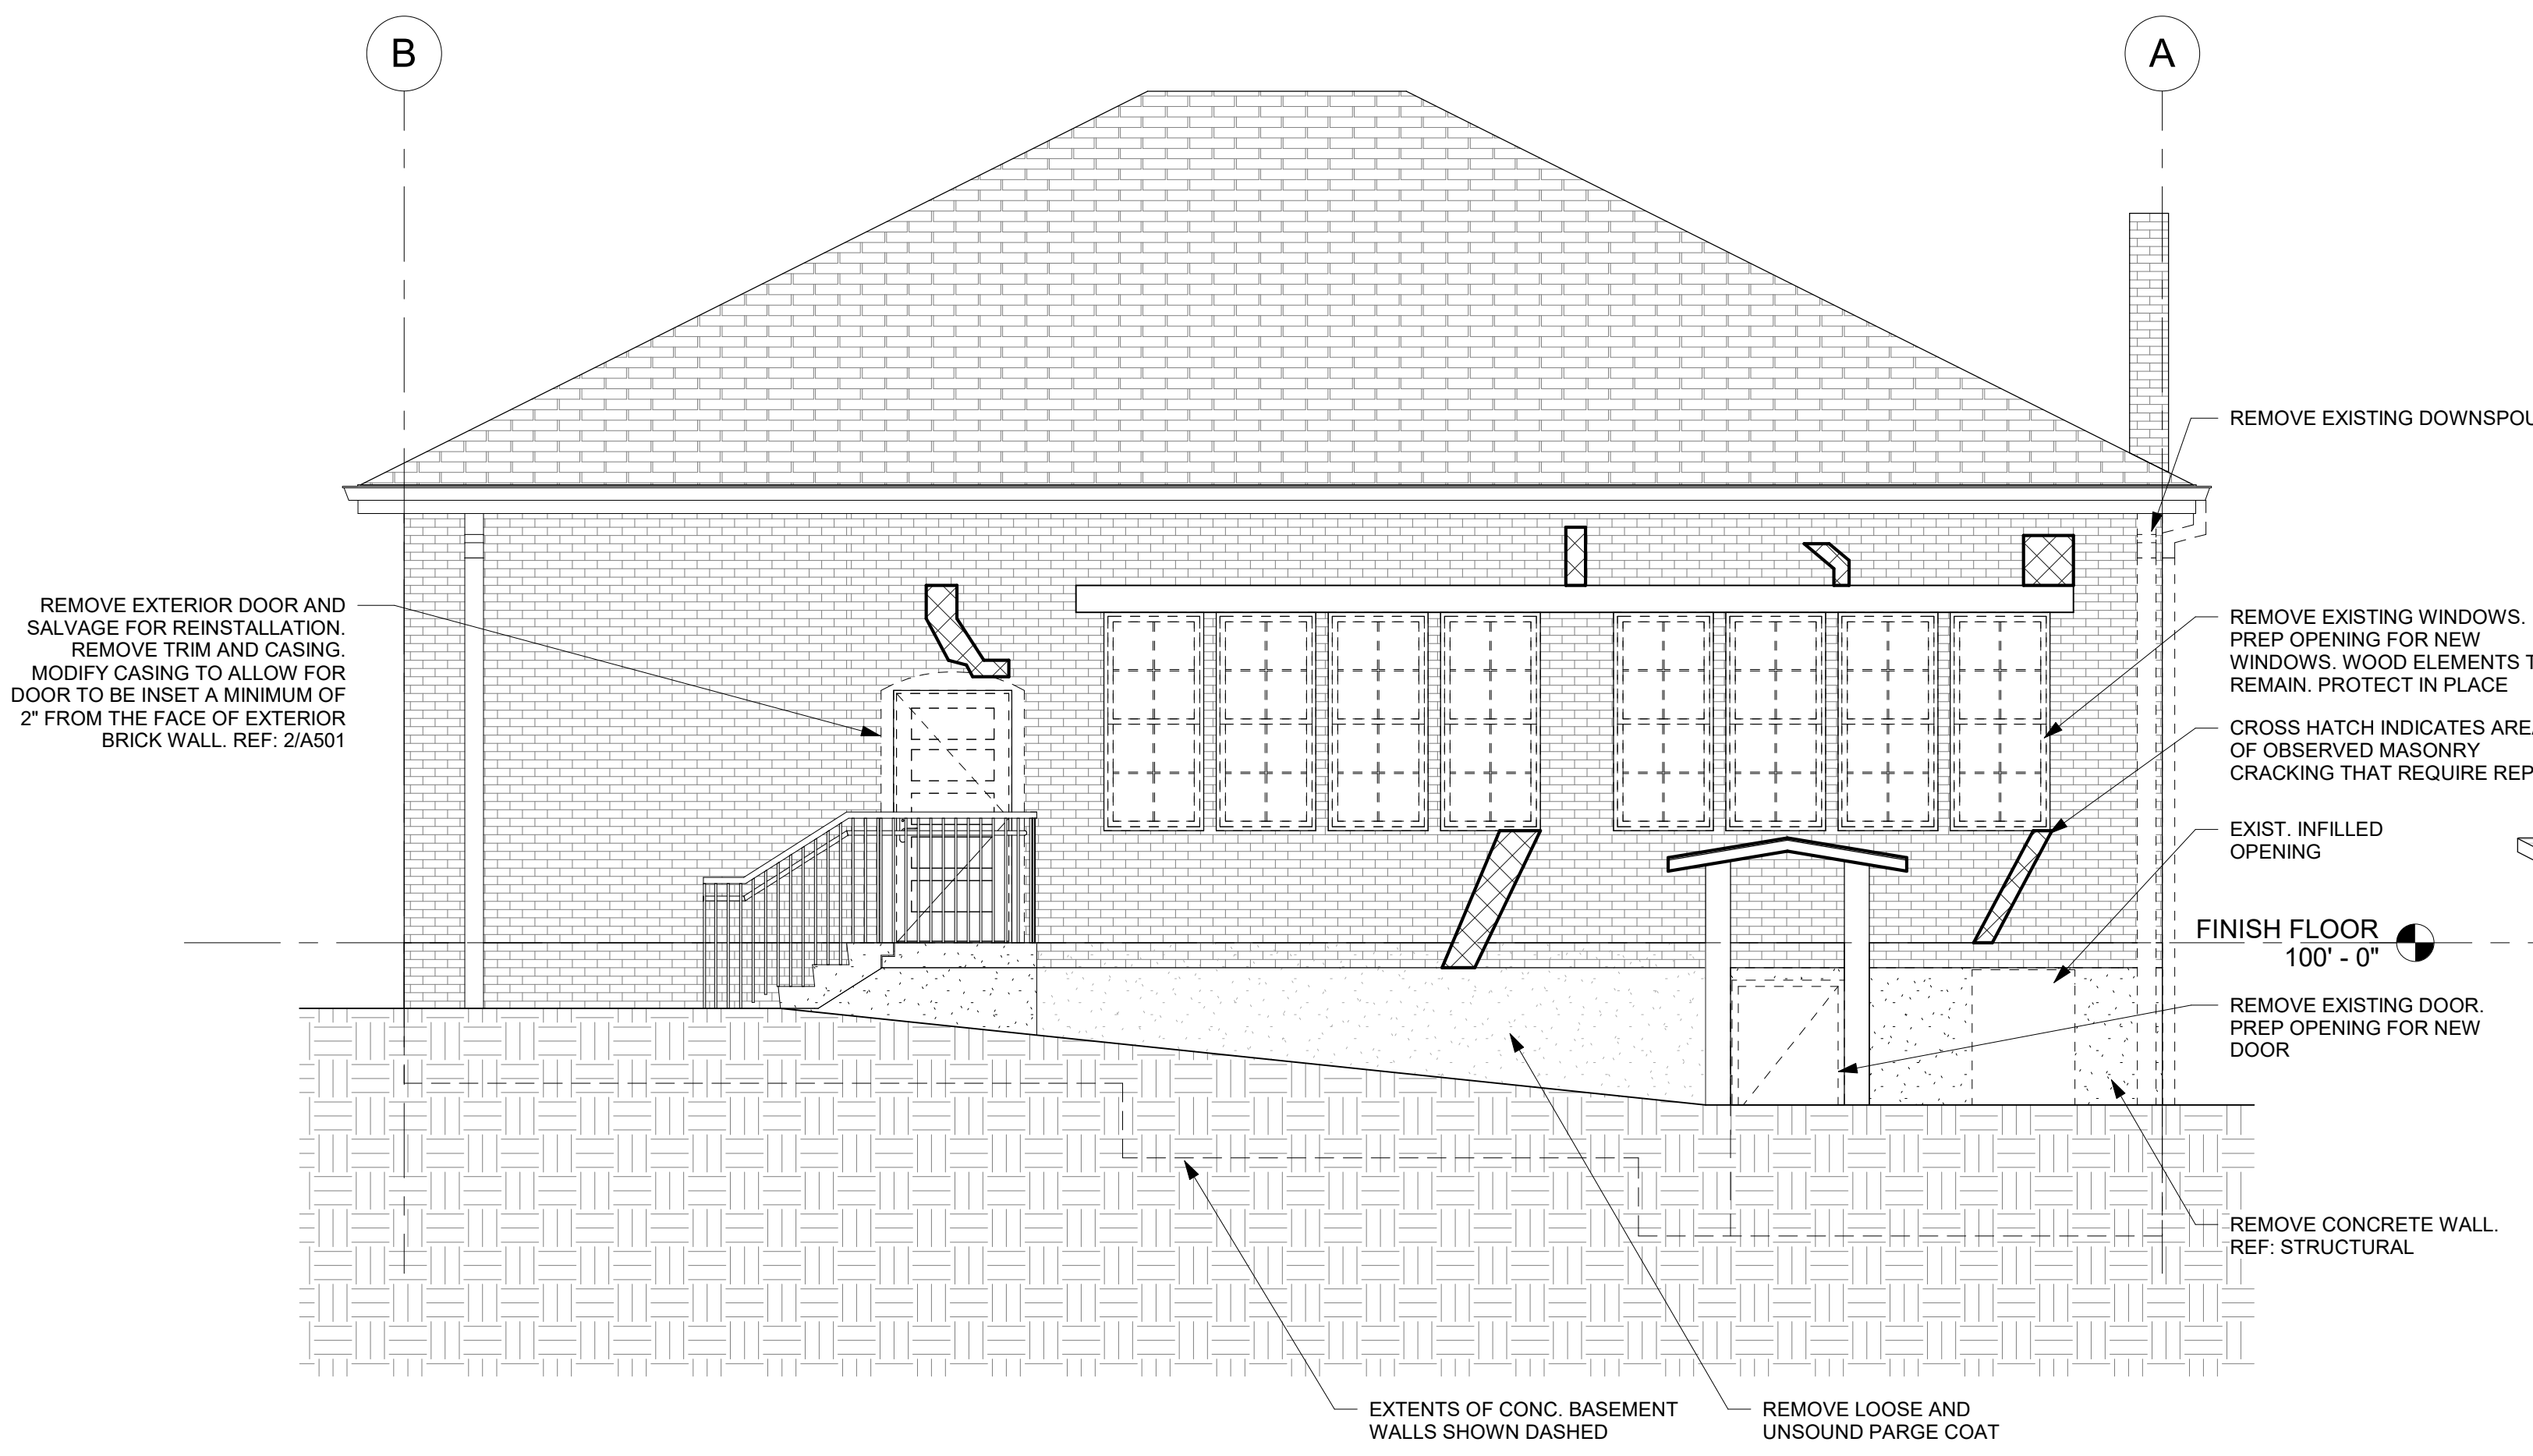 B
A
REMOVE EXISTING DOWNSPOU
REMOVE EXTERIOR DOOR AND
SALVAGE FOR REINSTALLATION.
REMOVE TRIM AND CASING.
MODIFY CASING TO ALLOW FOR
DOOR TO BE INSET A MINIMUM OF
2" FROM THE FACE OF EXTERIOR
BRICK WALL. REF: 2/A501
REMOVE EXISTING WINDOWS.
PREP OPENING FOR NEW
WINDOWS. WOOD ELEMENTS T
REMAIN. PROTECT IN PLACE
CROSS HATCH INDICATES AREA
OF OBSERVED MASONRY
CRACKING THAT REQUIRE REP
EXIST. INFILLED
OPENING
FINISH FLOOR
100' - 0"
REMOVE EXISTING DOOR.
PREP OPENING FOR NEW
DOOR
REMOVE CONCRETE WALL.
REF: STRUCTURAL
EXTENTS OF CONC. BASEMENT
WALLS SHOWN DASHED
REMOVE LOOSE AND
UNSOUND PARGE COAT